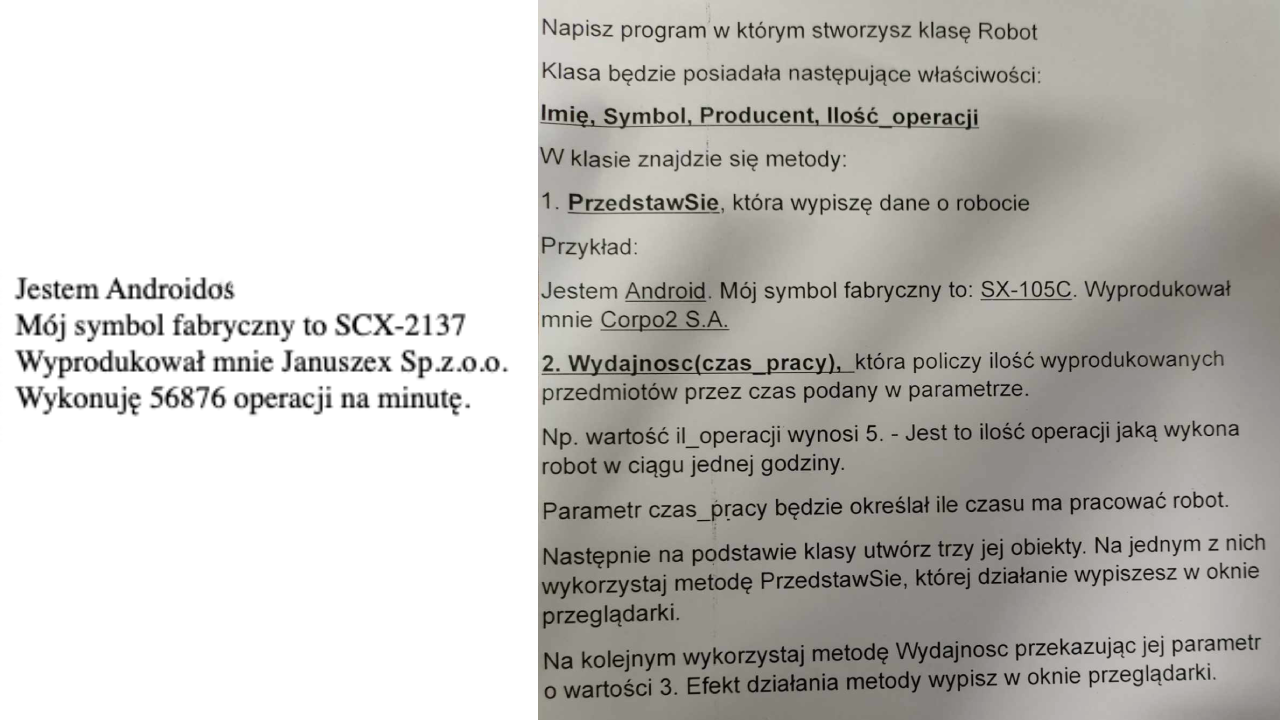 Jestem Androidoś
Mój symbol fabryczny to SCX-2137
Wyprodukował mnie Januszex Sp.z.o.o.
Wykonuję 56876 operacji na minutę.
Napisz program w którym stworzysz klasę Robot
Klasa będzie posiadała następujące właściwości:
Imię, Symbol, Producent, Ilość_operacji
W klasie znajdzie się metody:
1. PrzedstawSie, która wypiszę dane o robocie
Przykład:
Jestem Android. Mój symbol fabryczny to: SX-105C. Wyprodukował
mnie Corpo2 S.A.
2. Wydajnosc(czas_pracy), która policzy ilość wyprodukowanych
przedmiotów przez czas podany w parametrze.
Np. wartość il_operacji wynosi 5. - Jest to ilość operacji jaką wykona
robot w ciągu jednej godziny.
Parametr czas_pracy będzie określał ile czasu ma pracować robot.
Następnie na podstawie klasy utwórz trzy jej obiekty. Na jednym z nich
wykorzystaj metodę PrzedstawSie, której działanie wypiszesz w oknie
przeglądarki.
Na kolejnym wykorzystaj metodę Wydajnosc przekazując jej parametr
o wartości 3. Efekt działania metody wypisz w oknie przeglądarki.